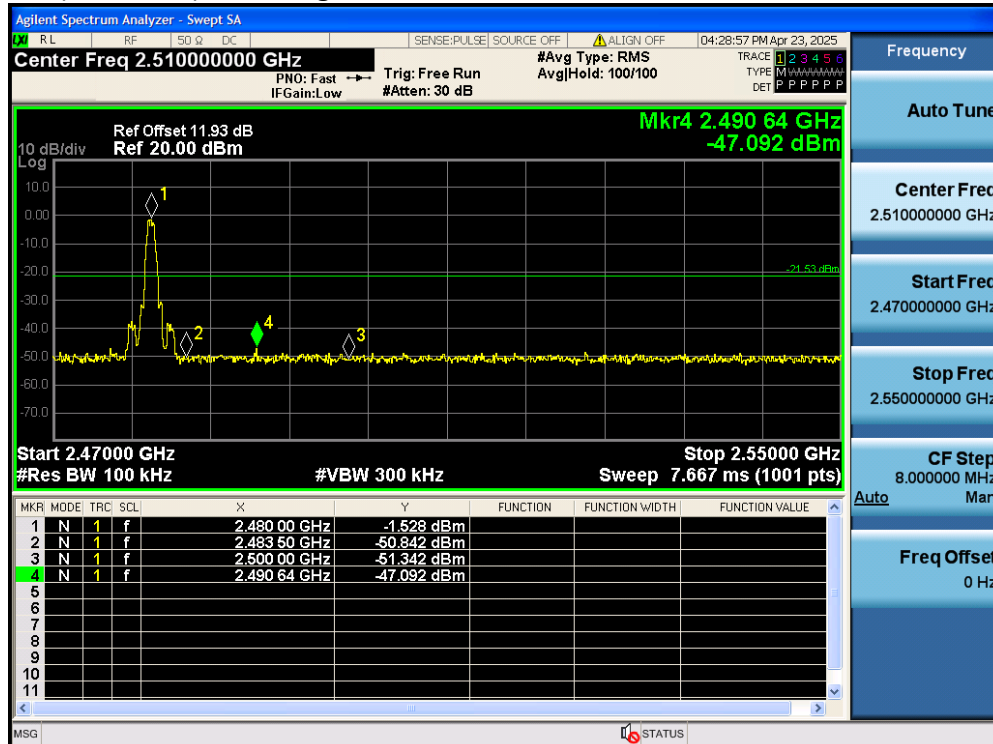 Agilent Spectrum Analyzer - Swept SA
LXI RL RF 50 Ω DC SENSE:PULSE SOURCE OFF ALIGN OFF 04:28:57 PM Apr 23, 2025
Center Freq 2.510000000 GHz
PNO: Fast
IFGain:Low
Trig: Free Run
#Atten: 30 dB
#Avg Type: RMS
Avg|Hold: 100/100
TRACE 1 2 3 4 5 6
TYPE M
DET P P P P P P
Mkr4 2.490 64 GHz
-47.092 dBm
Ref Offset 11.93 dB
10 dB/div Ref 20.00 dBm
Log
10.0
0.00
-10.0
-20.0
-30.0
-40.0
-50.0
-60.0
-70.0
1
2
4
3
-21.53 dBm
Start 2.47000 GHz Stop 2.55000 GHz
#Res BW 100 kHz #VBW 300 kHz Sweep 7.667 ms (1001 pts)
MKR MODE TRC SCL X Y FUNCTION FUNCTION WIDTH FUNCTION VALUE
1 N 1 f 2.480 00 GHz -1.528 dBm
2 N 1 f 2.483 50 GHz -50.842 dBm
3 N 1 f 2.500 00 GHz -51.342 dBm
4 N 1 f 2.490 64 GHz -47.092 dBm
5
6
7
8
9
10
11
MSG STATUS
Frequency
Auto Tune
Center Freq
2.510000000 GHz
Start Freq
2.470000000 GHz
Stop Freq
2.550000000 GHz
CF Step
8.000000 MHz
Auto Man
Freq Offset
0 Hz